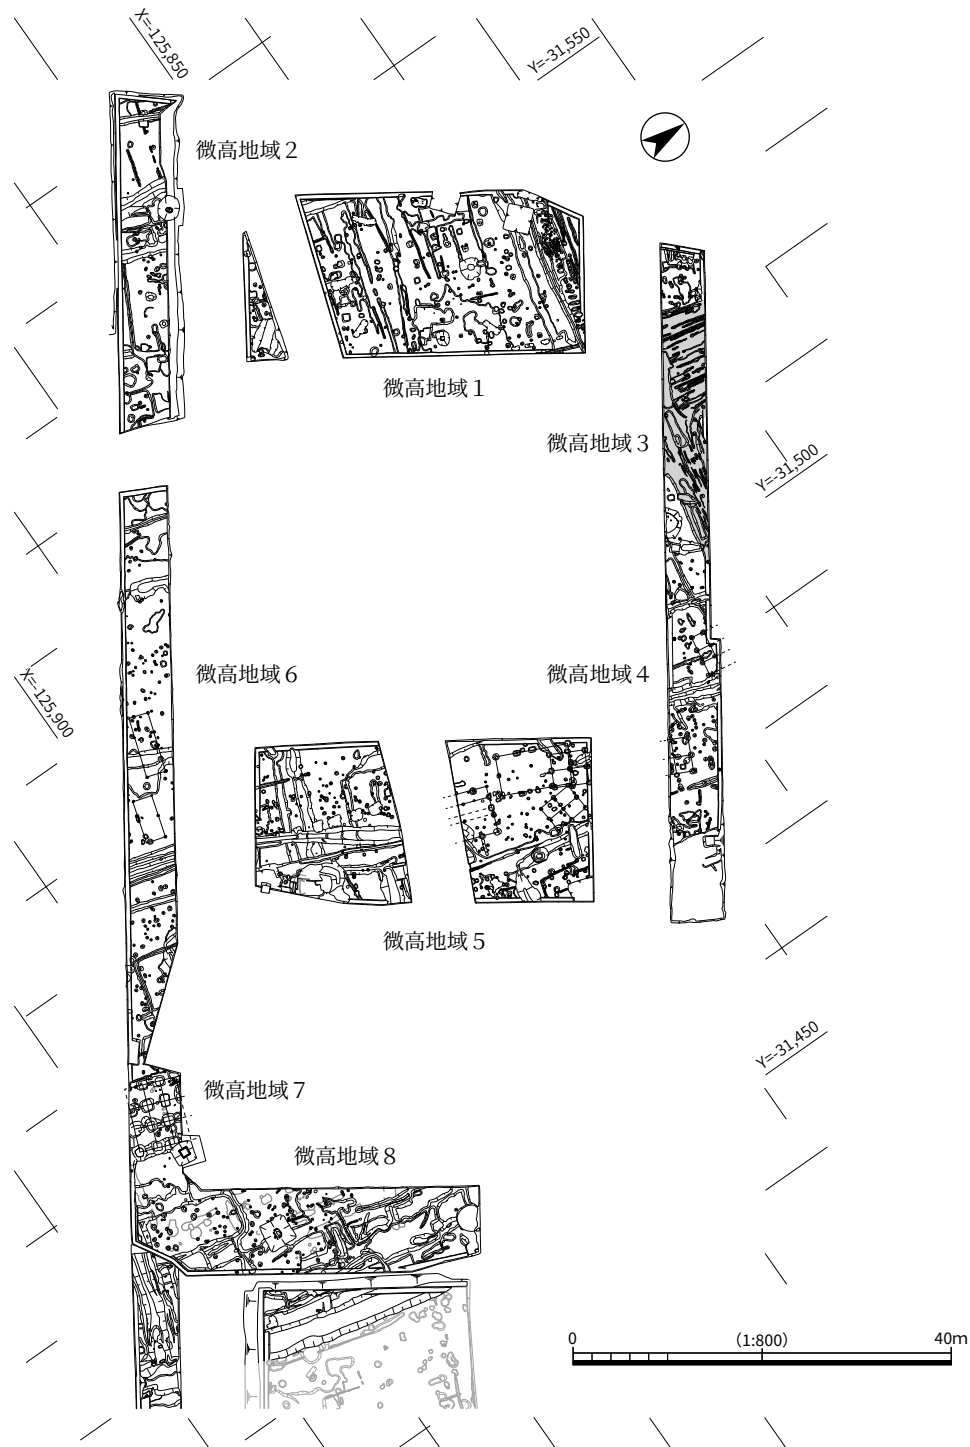 X=-125,850
Y=-31,550
微高地域２
微高地域１
微高地域３
Y=-31,500
微高地域６
微高地域４
X=-125,900
微高地域５
Y=-31,450
微高地域７
微高地域８
0 (1:800) 40m